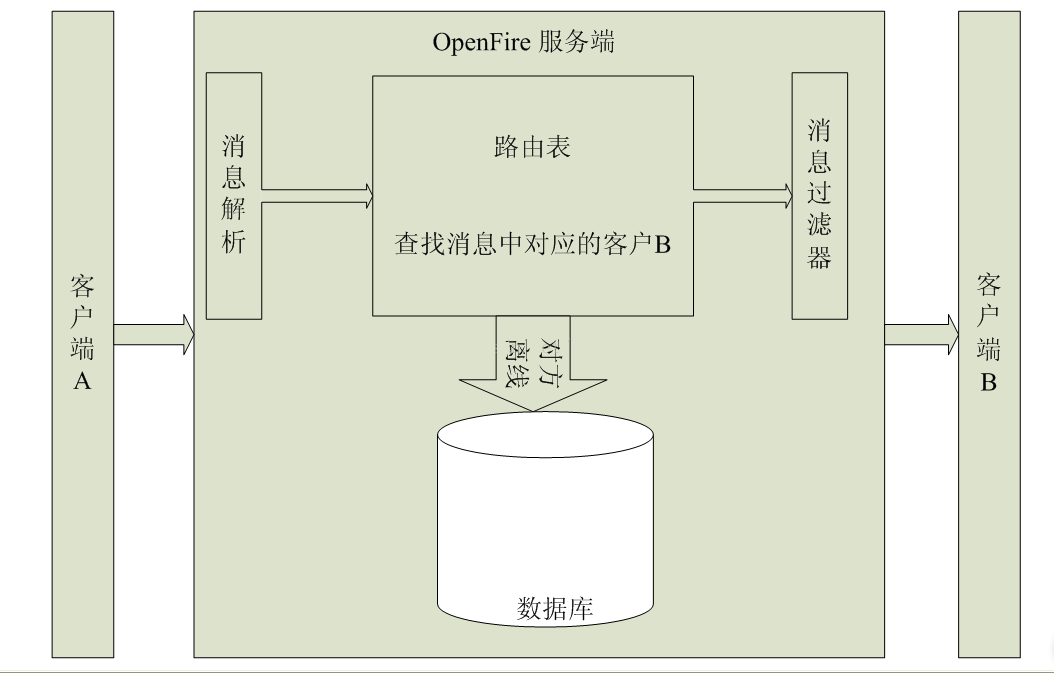 OpenFire 服务端
客户端A
消息解析
路由表
查找消息中对应的客户B
消息过滤器
对方
离线
数据库
客户端B